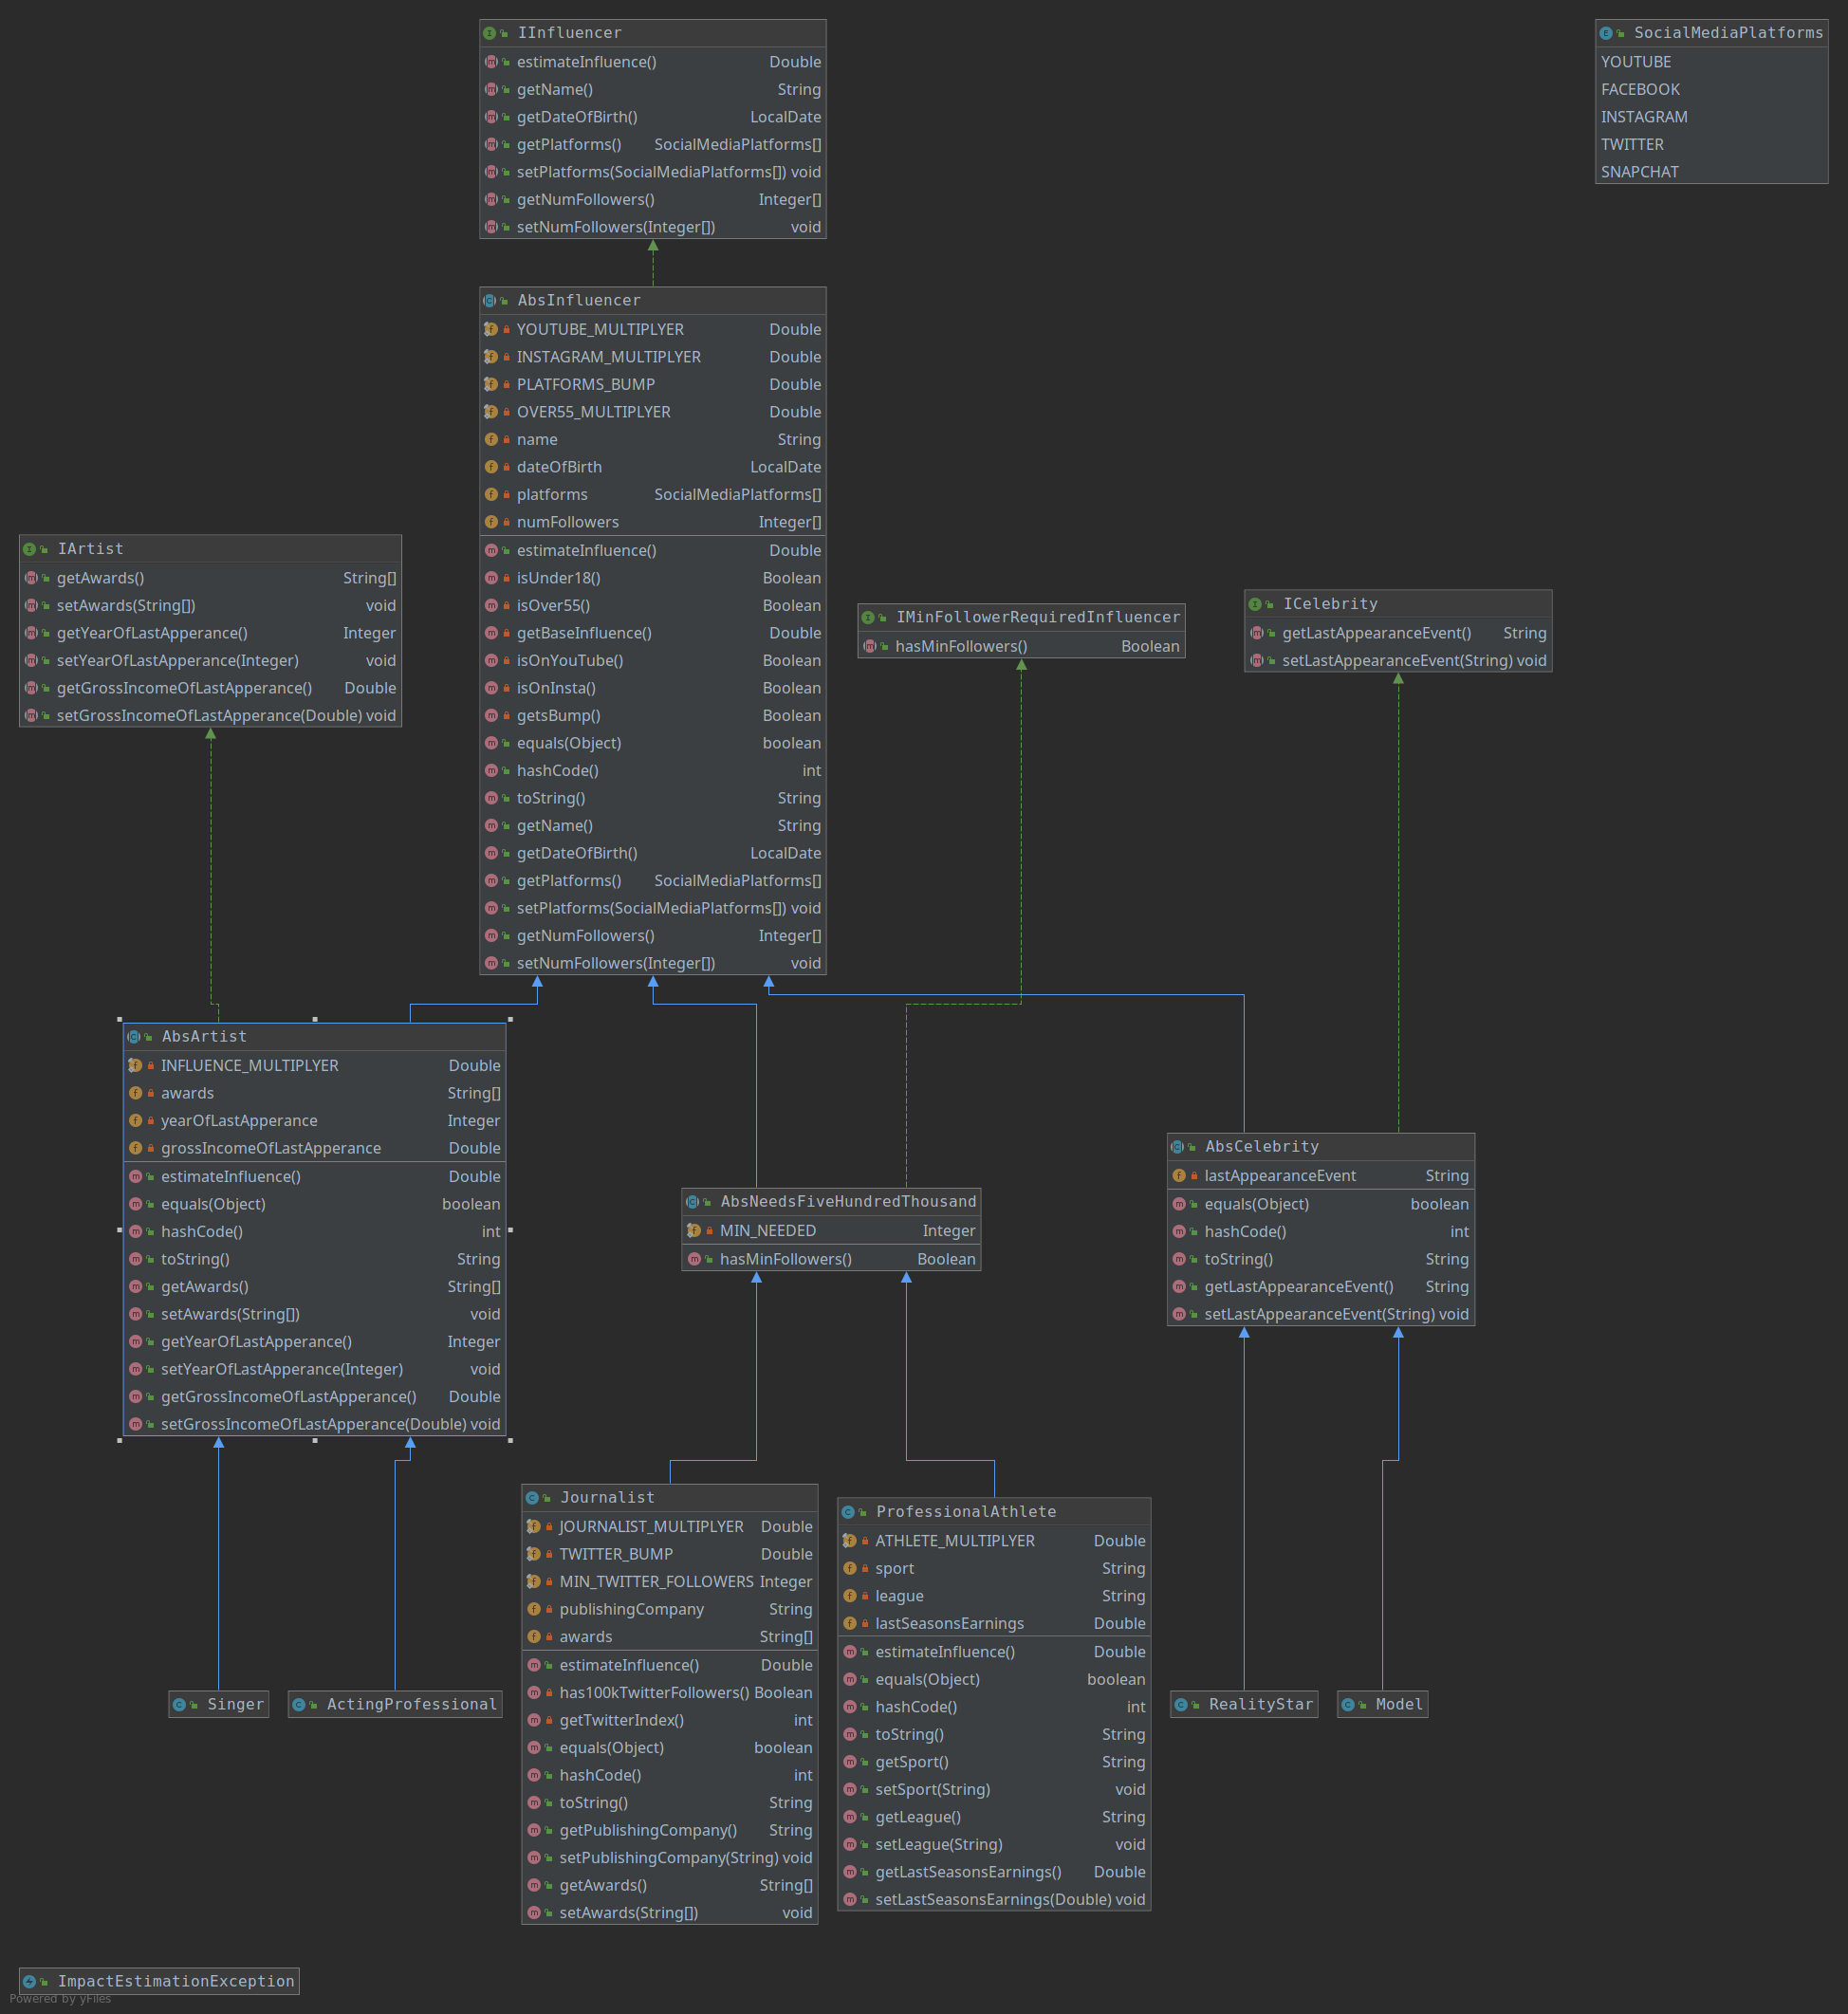 IInfluencer
estimateInfluence() Double
getName() String
getDateOfBirth() LocalDate
getPlatforms() SocialMediaPlatforms[]
setPlatforms(SocialMediaPlatforms[]) void
getNumFollowers() Integer[]
setNumFollowers(Integer[]) void
SocialMediaPlatforms
YOUTUBE
FACEBOOK
INSTAGRAM
TWITTER
SNAPCHAT
AbsInfluencer
YOUTUBE_MULTIPLYER Double
INSTAGRAM_MULTIPLYER Double
PLATFORMS_BUMP Double
OVER55_MULTIPLYER Double
name String
dateOfBirth LocalDate
platforms SocialMediaPlatforms[]
numFollowers Integer[]
estimateInfluence() Double
isUnder18() Boolean
isOver55() Boolean
getBaseInfluence() Double
isOnYouTube() Boolean
isOnInsta() Boolean
getsBump() Boolean
equals(Object) boolean
hashCode() int
toString() String
getName() String
getDateOfBirth() LocalDate
getPlatforms() SocialMediaPlatforms[]
setPlatforms(SocialMediaPlatforms[]) void
getNumFollowers() Integer[]
setNumFollowers(Integer[]) void
IArtist
getAwards() String[]
setAwards(String[]) void
getYearOfLastApperance() Integer
setYearOfLastApperance(Integer) void
getGrossIncomeOfLastApperance() Double
setGrossIncomeOfLastApperance(Double) void
IMinFollowerRequiredInfluencer
hasMinFollowers() Boolean
ICelebrity
getLastAppearanceEvent() String
setLastAppearanceEvent(String) void
AbsArtist
INFLUENCE_MULTIPLYER Double
awards String[]
yearOfLastApperance Integer
grossIncomeOfLastApperance Double
estimateInfluence() Double
equals(Object) boolean
hashCode() int
toString() String
getAwards() String[]
setAwards(String[]) void
getYearOfLastApperance() Integer
setYearOfLastApperance(Integer) void
getGrossIncomeOfLastApperance() Double
setGrossIncomeOfLastApperance(Double) void
AbsNeedsFiveHundredThousand
MIN_NEEDED Integer
hasMinFollowers() Boolean
AbsCelebrity
lastAppearanceEvent String
equals(Object) boolean
hashCode() int
toString() String
getLastAppearanceEvent() String
setLastAppearanceEvent(String) void
Singer
ActingProfessional
Journalist
JOURNALIST_MULTIPLYER Double
TWITTER_BUMP Double
MIN_TWITTER_FOLLOWERS Integer
publishingCompany String
awards String[]
estimateInfluence() Double
has100kTwitterFollowers() Boolean
getTwitterIndex() int
equals(Object) boolean
hashCode() int
toString() String
getPublishingCompany() String
setPublishingCompany(String) void
getAwards() String[]
setAwards(String[]) void
ProfessionalAthlete
ATHLETE_MULTIPLYER Double
sport String
league String
lastSeasonsEarnings Double
estimateInfluence() Double
equals(Object) boolean
hashCode() int
toString() String
getSport() String
setSport(String) void
getLeague() String
setLeague(String) void
getLastSeasonsEarnings() Double
setLastSeasonsEarnings(Double) void
RealityStar
Model
ImpactEstimationException
Powered by yFiles